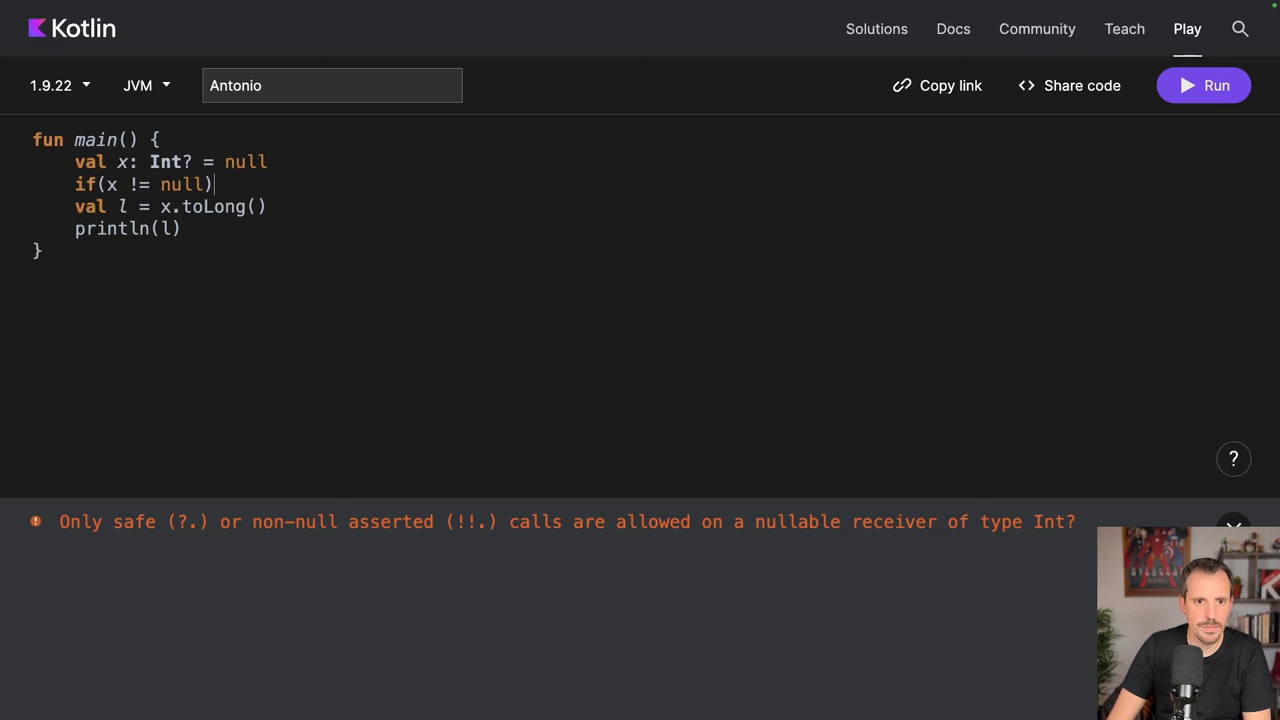 Kotlin
Solutions
Docs
Community
Teach
Play
1.9.22
JVM
Antonio
Copy link
Share code
Run
fun main() {
    val x: Int? = null
    if(x != null)
    val l = x.toLong()
    println(l)
}
?
Only safe (?.) or non-null asserted (!!.) calls are allowed on a nullable receiver of type Int?
AVENGERS